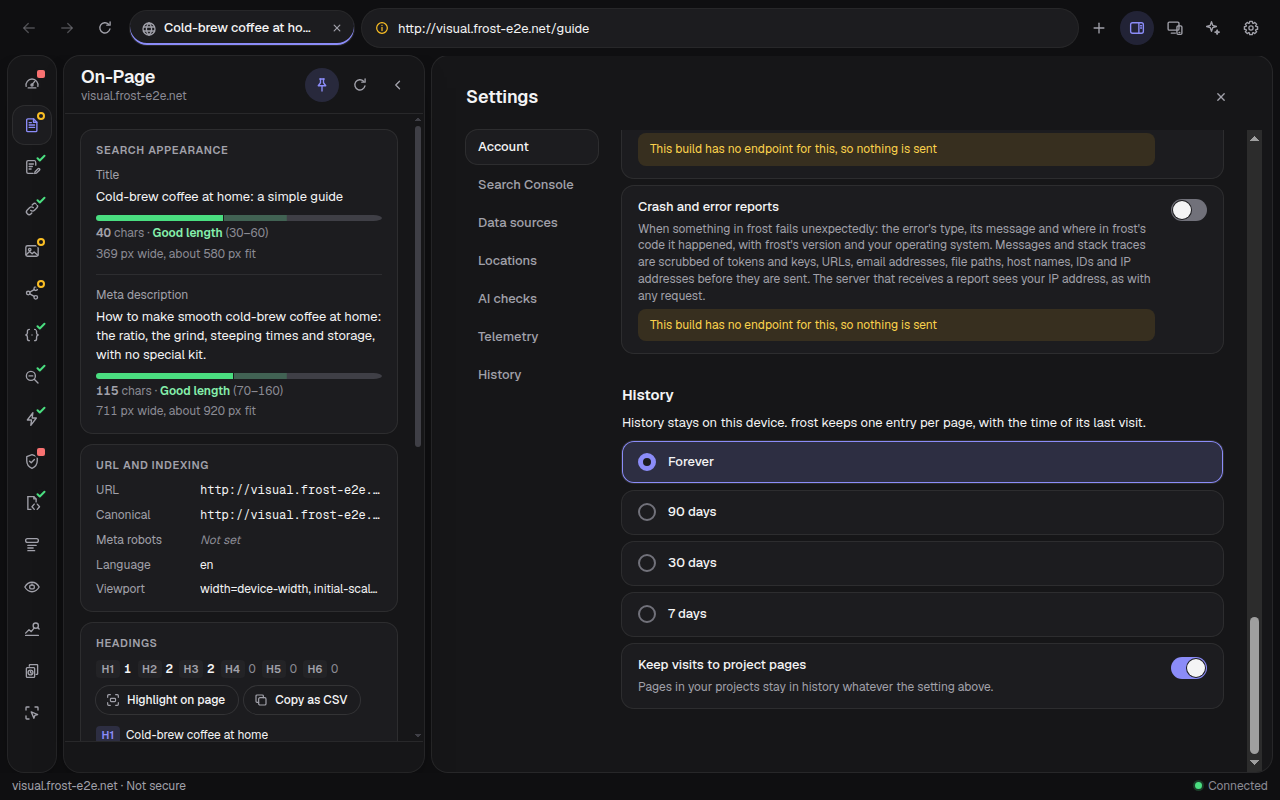 Cold-brew coffee at ho...
http://visual.frost-e2e.net/guide
On-Page
visual.frost-e2e.net
SEARCH APPEARANCE
Title
Cold-brew coffee at home: a simple guide
40 chars · Good length (30–60)
369 px wide, about 580 px fit
Meta description
How to make smooth cold-brew coffee at home:
the ratio, the grind, steeping times and storage,
with no special kit.
115 chars · Good length (70–160)
711 px wide, about 920 px fit
URL AND INDEXING
URL http://visual.frost-e2e.…
Canonical http://visual.frost-e2e.…
Meta robots Not set
Language en
Viewport width=device-width, initial-scal...
HEADINGS
H1 1 H2 2 H3 2 H4 0 H5 0 H6 0
Highlight on page Copy as CSV
H1 Cold-brew coffee at home
Settings
Account
Search Console
Data sources
Locations
AI checks
Telemetry
History
This build has no endpoint for this, so nothing is sent
Crash and error reports
When something in frost fails unexpectedly: the error's type, its message and where in frost's
code it happened, with frost's version and your operating system. Messages and stack traces
are scrubbed of tokens and keys, URLs, email addresses, file paths, host names, IDs and IP
addresses before they are sent. The server that receives a report sees your IP address, as with
any request.
This build has no endpoint for this, so nothing is sent
History
History stays on this device. frost keeps one entry per page, with the time of its last visit.
Forever
90 days
30 days
7 days
Keep visits to project pages
Pages in your projects stay in history whatever the setting above.
visual.frost-e2e.net · Not secure
Connected